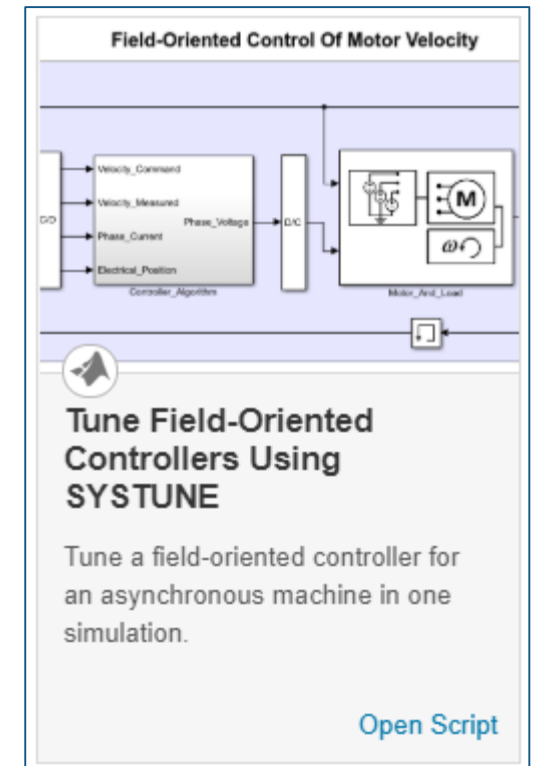 Field-Oriented Control Of Motor Velocity
Velocity_Command
Velocity_Measured
Phase_Current
Electrical_Position
Phase_Voltage
Controller_Algorithm
C/D
D/C
M
ω
Motor_And_Load
Tune Field-Oriented
Controllers Using
SYSTUNE
Tune a field-oriented controller for
an asynchronous machine in one
simulation.
Open Script